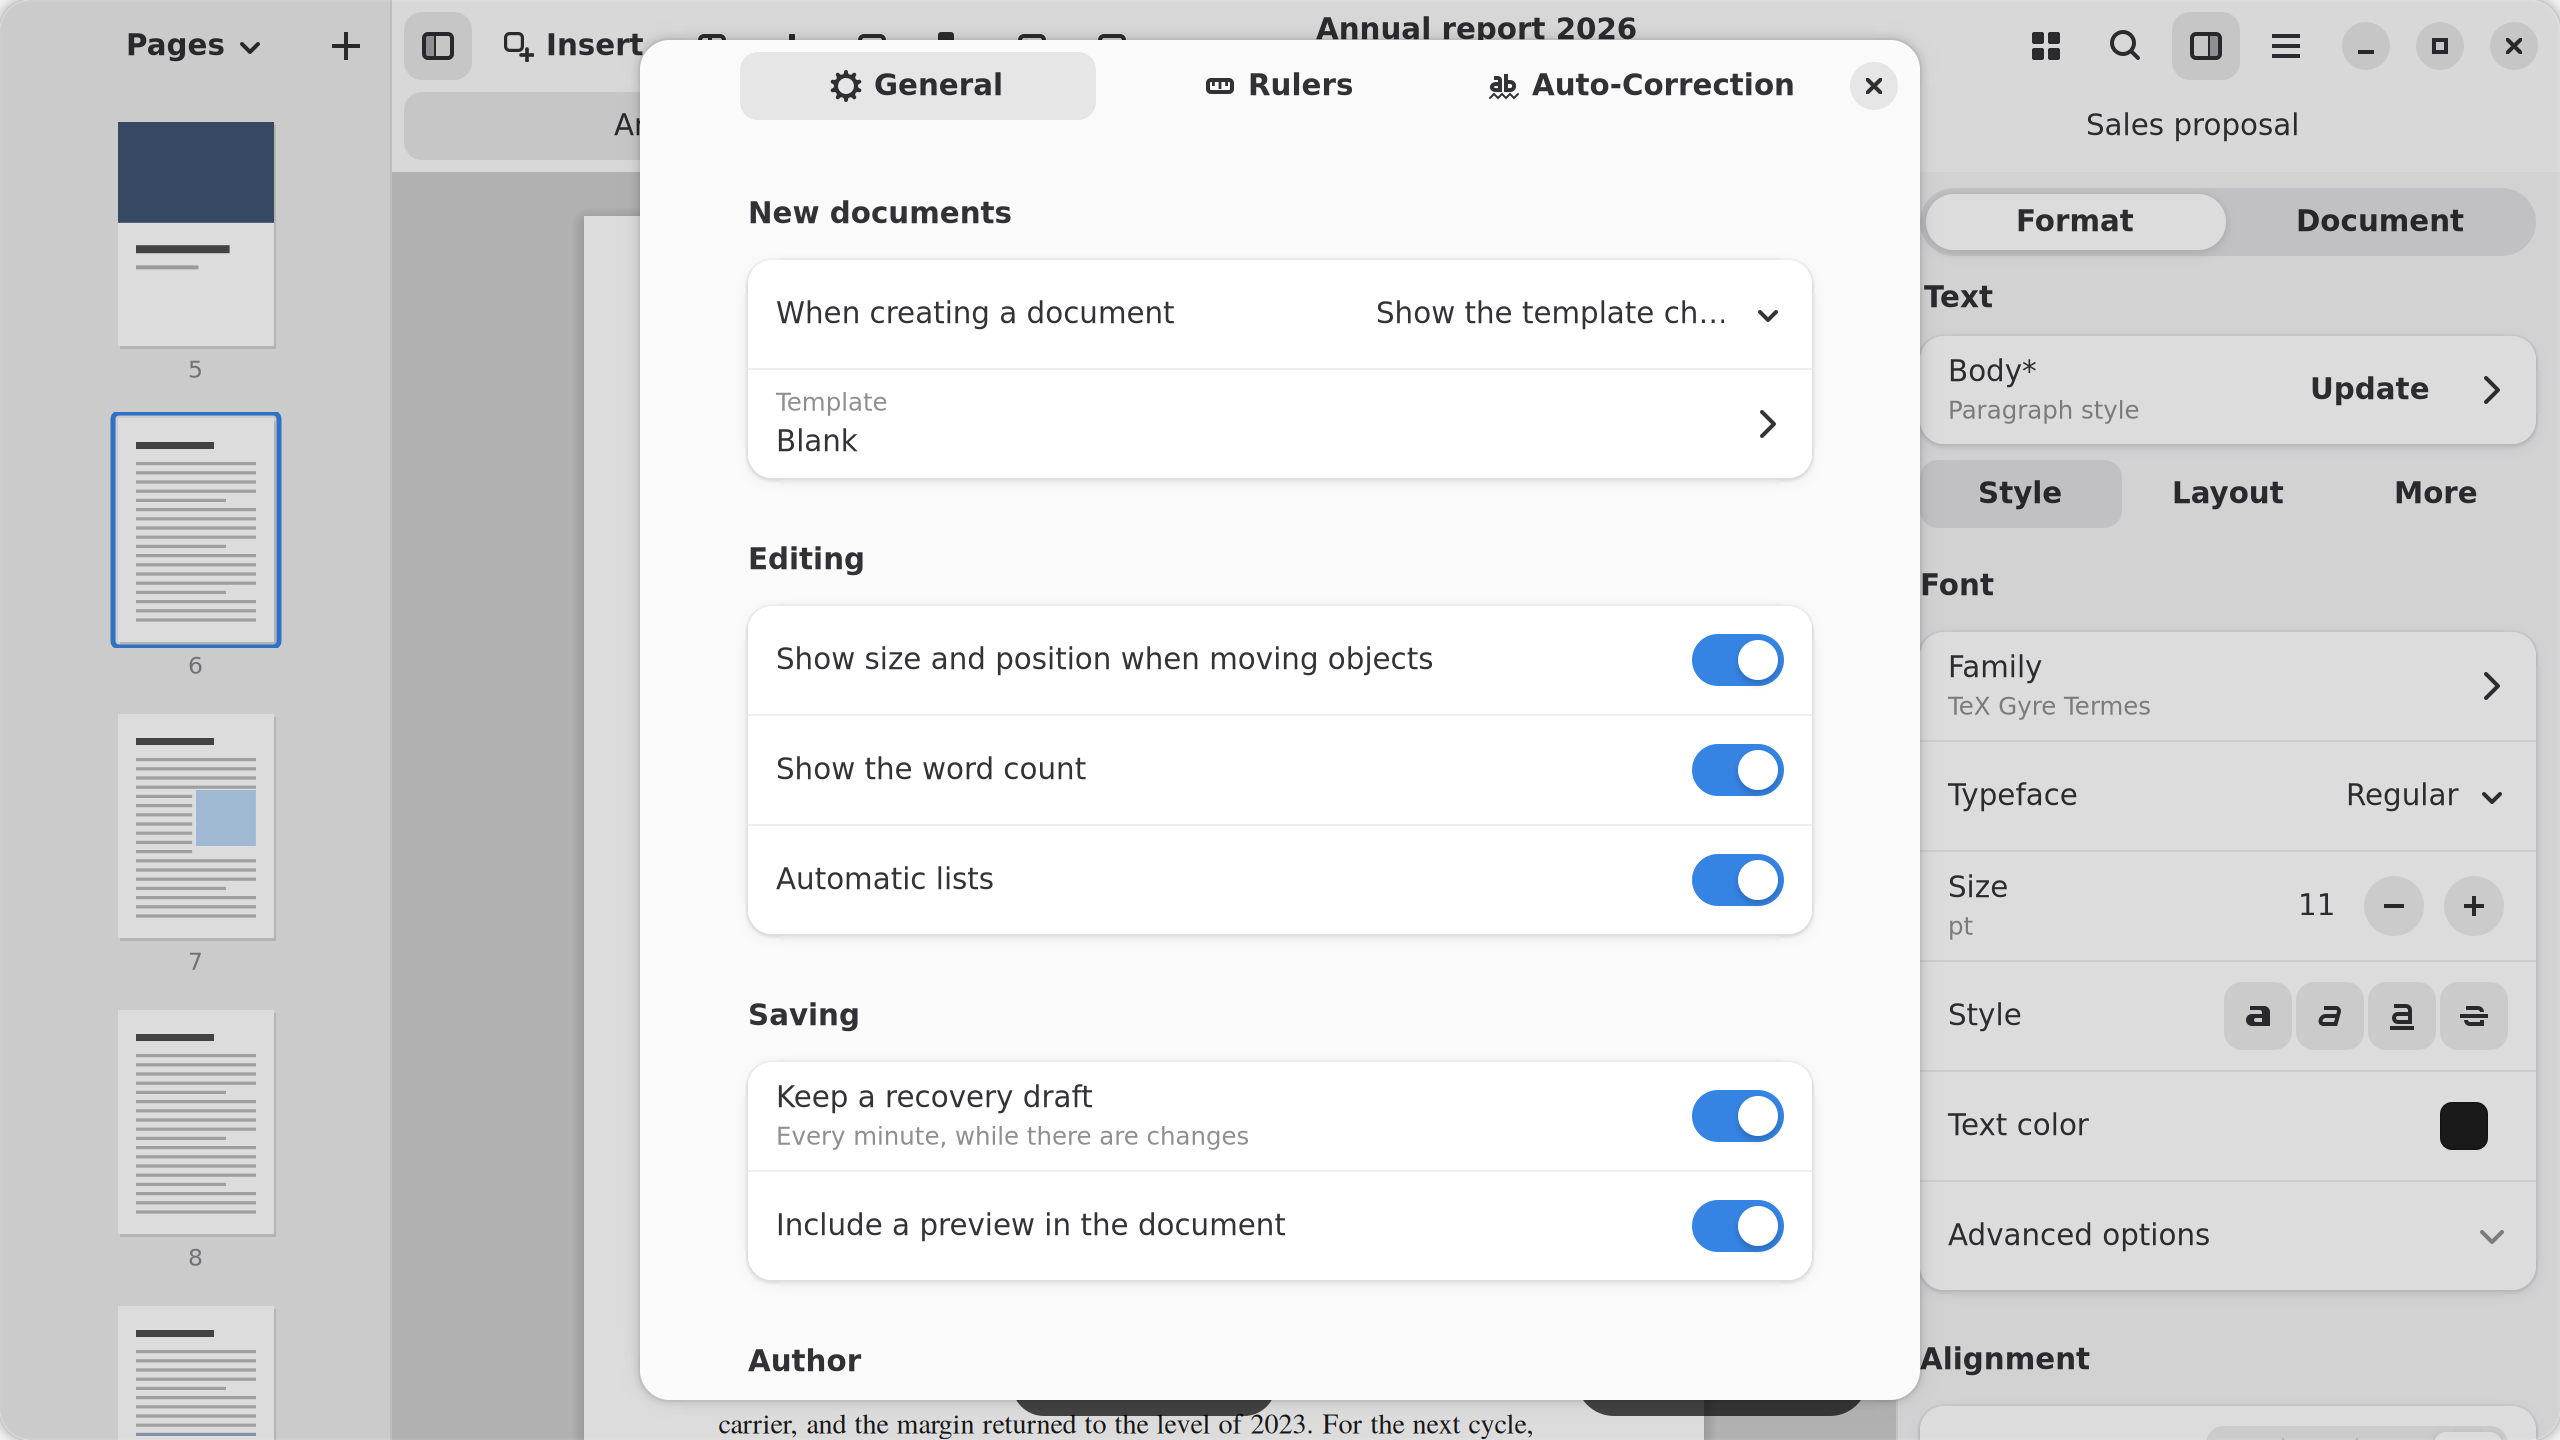 Pages
Insert
Annual report 2026
Sales proposal
5
6
7
8
General
Rulers
Auto-Correction
New documents
When creating a document
Show the template ch…
Template
Blank
Editing
Show size and position when moving objects
Show the word count
Automatic lists
Saving
Keep a recovery draft
Every minute, while there are changes
Include a preview in the document
Author
carrier, and the margin returned to the level of 2023. For the next cycle,
Format
Document
Text
Body*
Paragraph style
Update
Style
Layout
More
Font
Family
TeX Gyre Termes
Typeface
Regular
Size
pt
11
Style
Text color
Advanced options
Alignment